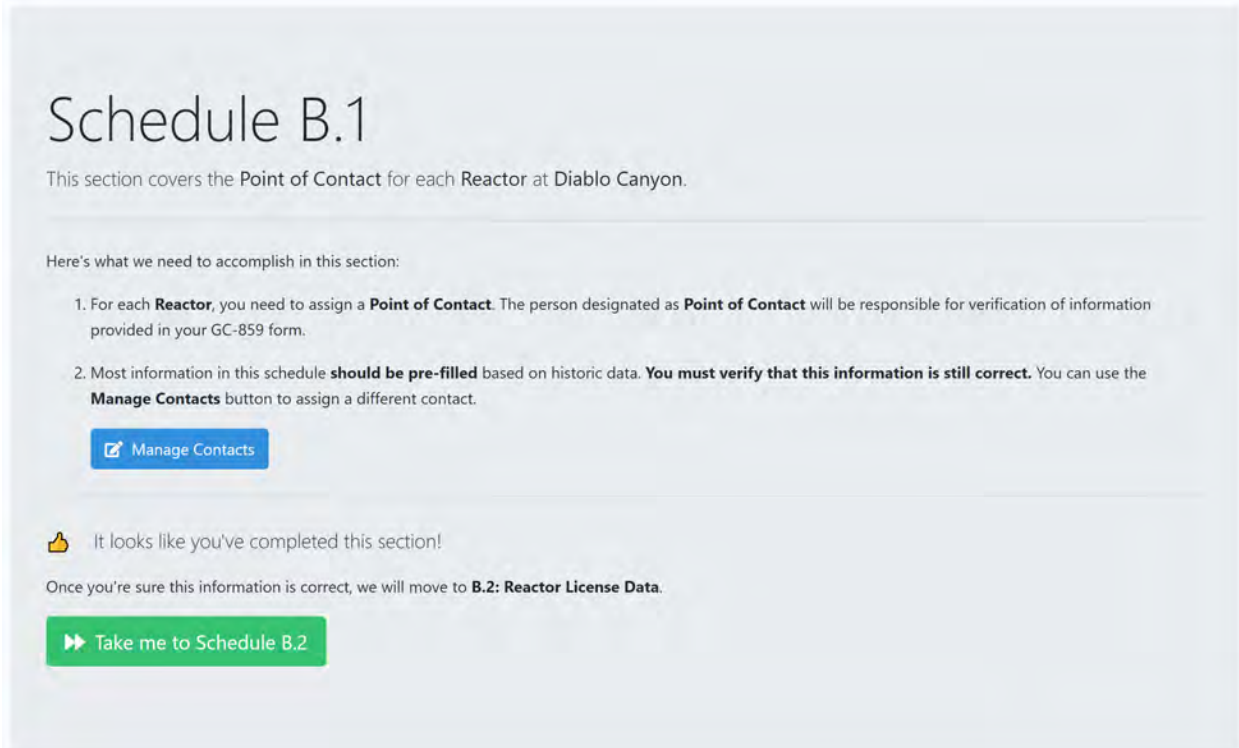 Schedule B.1
This section covers the Point of Contact for each Reactor at Diablo Canyon.
Here's what we need to accomplish in this section:
1. For each Reactor, you need to assign a Point of Contact. The person designated as Point of Contact will be responsible for verification of information
provided in your GC-859 form.
2. Most information in this schedule should be pre-filled based on historic data. You must verify that this information is still correct. You can use the
Manage Contacts button to assign a different contact.
Manage Contacts
It looks like you've completed this section!
Once you're sure this information is correct, we will move to B.2: Reactor License Data.
Take me to Schedule B.2